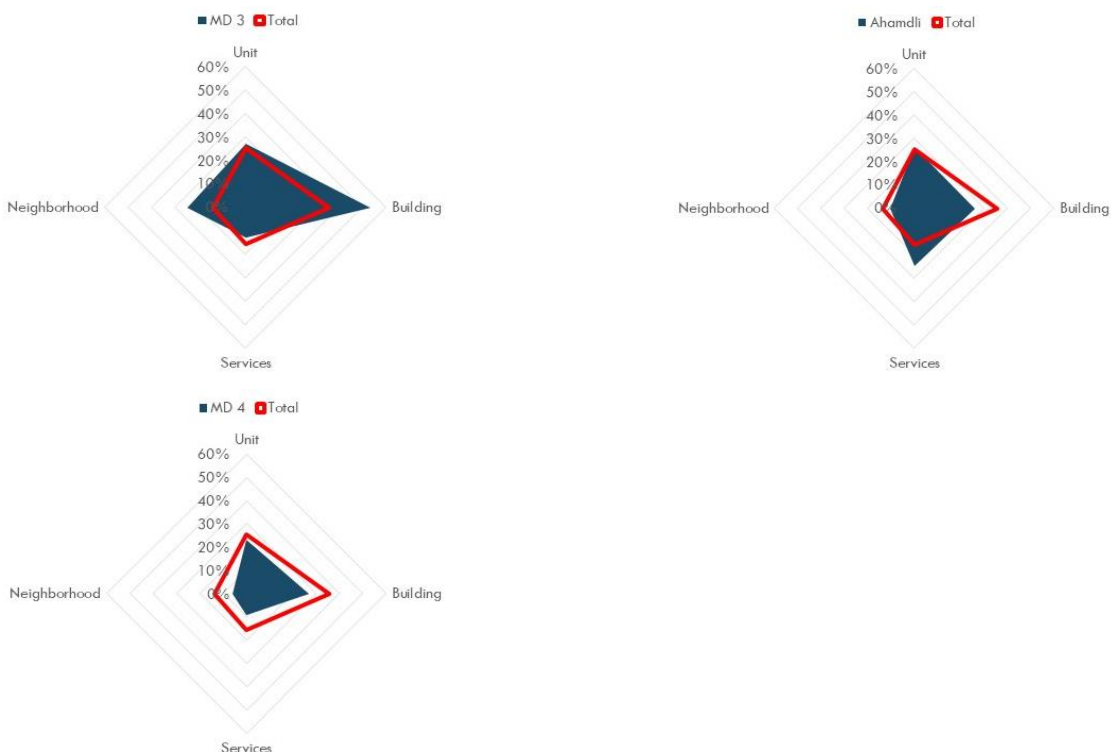 MD 3 Total
Unit
60%
50%
40%
30%
20%
10%
0%
Neighborhood
Building
Services
Ahamdli Total
Unit
60%
50%
40%
30%
20%
10%
0%
Neighborhood
Building
Services
MD 4 Total
Unit
60%
50%
40%
30%
20%
10%
0%
Neighborhood
Building
Services